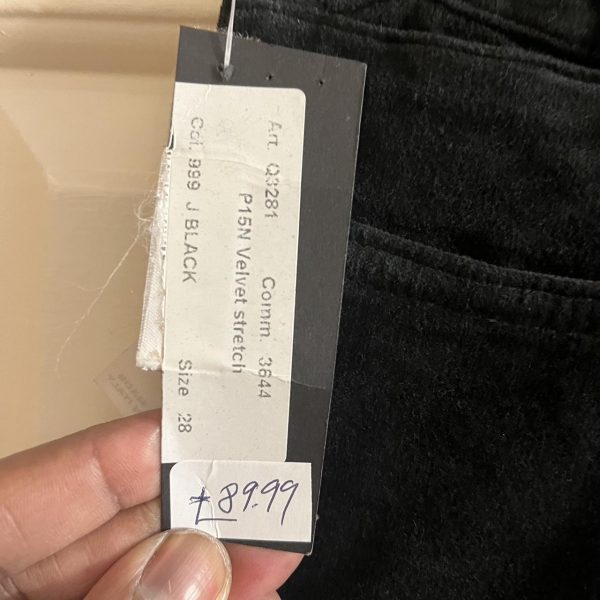 Art. Q3281 Comm. 3644
P15N Velvet stretch
Col. 999 J BLACK Size 28
£89.99